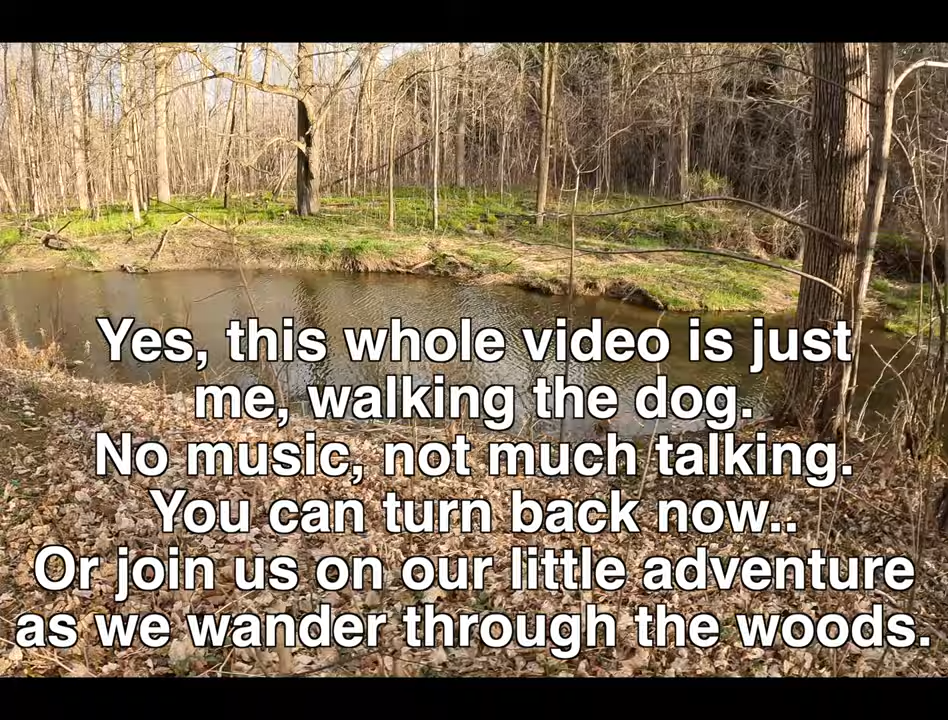 Yes, this whole video is just
me, walking the dog.
No music, not much talking.
You can turn back now..
Or join us on our little adventure
as we wander through the woods.